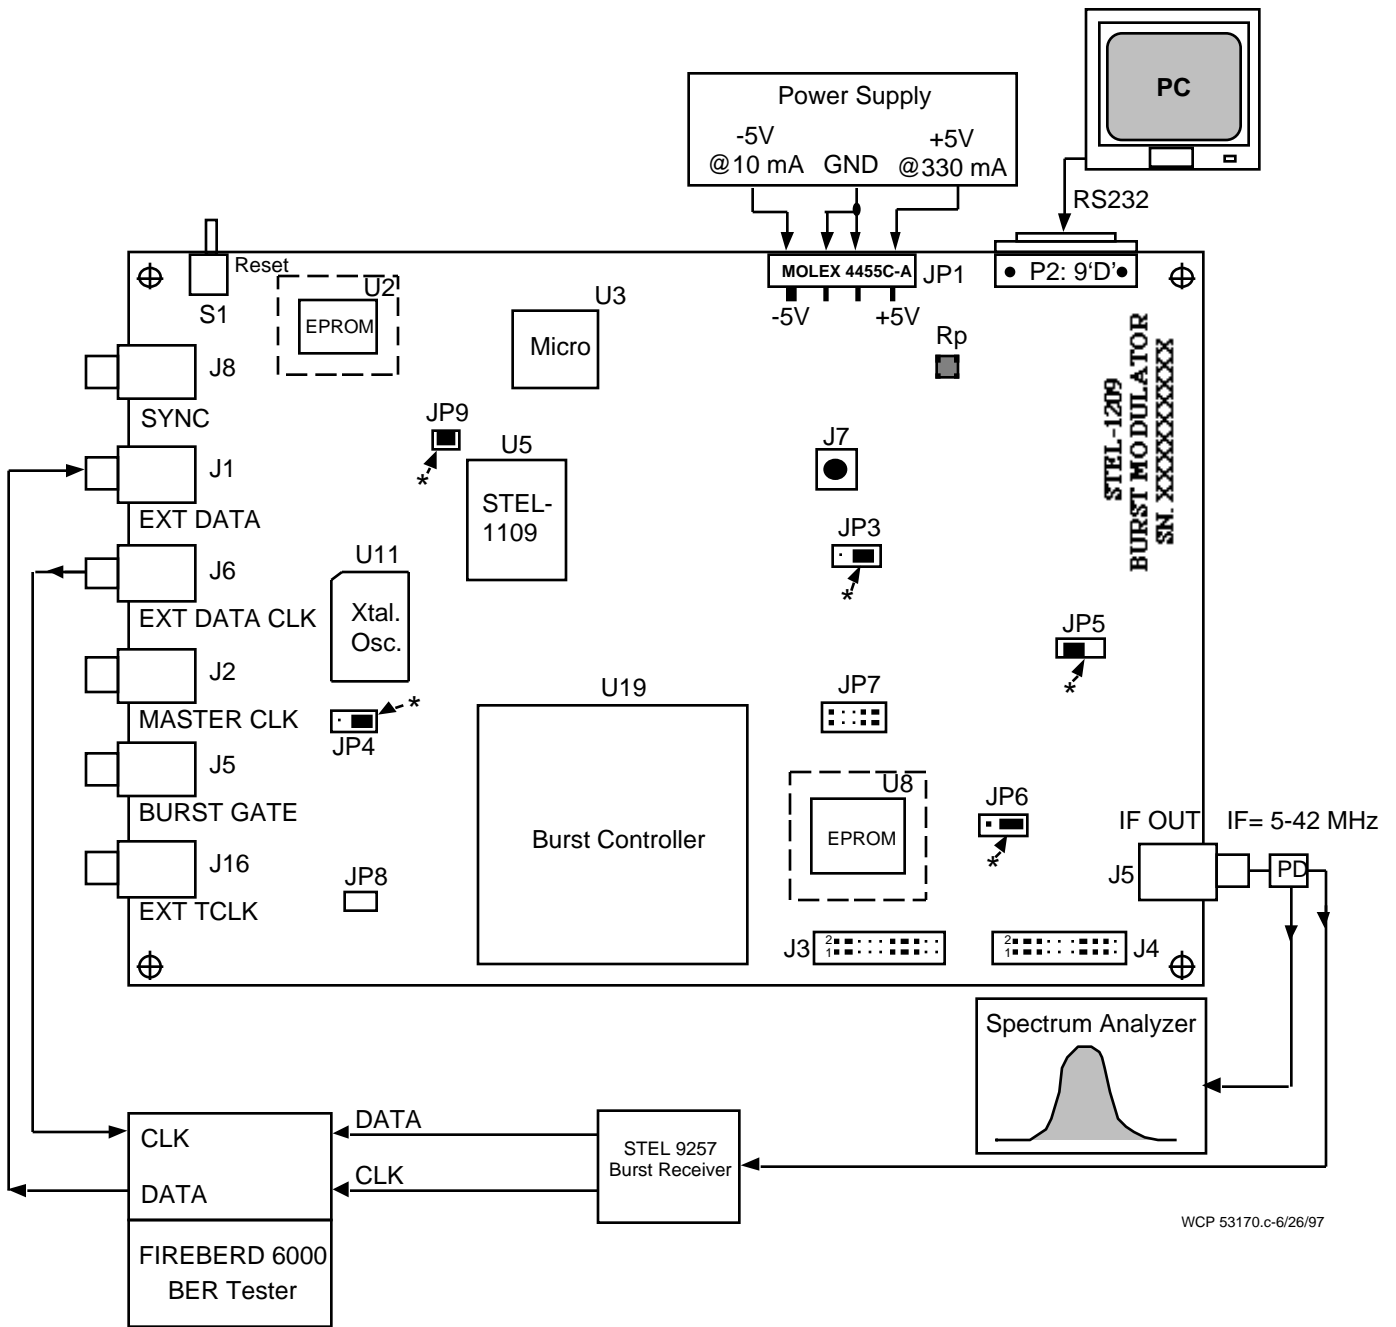 PC
Power Supply
-5V
@10 mA
GND
+5V
@330 mA
RS232
Reset
S1
U2
EPROM
U3
Micro
MOLEX 4455C-A
JP1
-5V
+5V
P2: 9‘D’
Rp
STEL-1209
BURST MODULATOR
SN. XXXXXXXXX
J8
SYNC
JP9
*
U5
STEL-
1109
J7
J1
EXT DATA
JP3
*
J6
EXT DATA CLK
U11
Xtal.
Osc.
JP5
*
J2
MASTER CLK
*
JP4
U19
Burst Controller
JP7
J5
BURST GATE
U8
EPROM
JP6
*
IF OUT
IF= 5-42 MHz
J5
PD
J16
EXT TCLK
JP8
J3
2
1
2
1
J4
Spectrum Analyzer
CLK
DATA
DATA
CLK
STEL 9257
Burst Receiver
FIREBERD 6000
BER Tester
WCP 53170.c-6/26/97